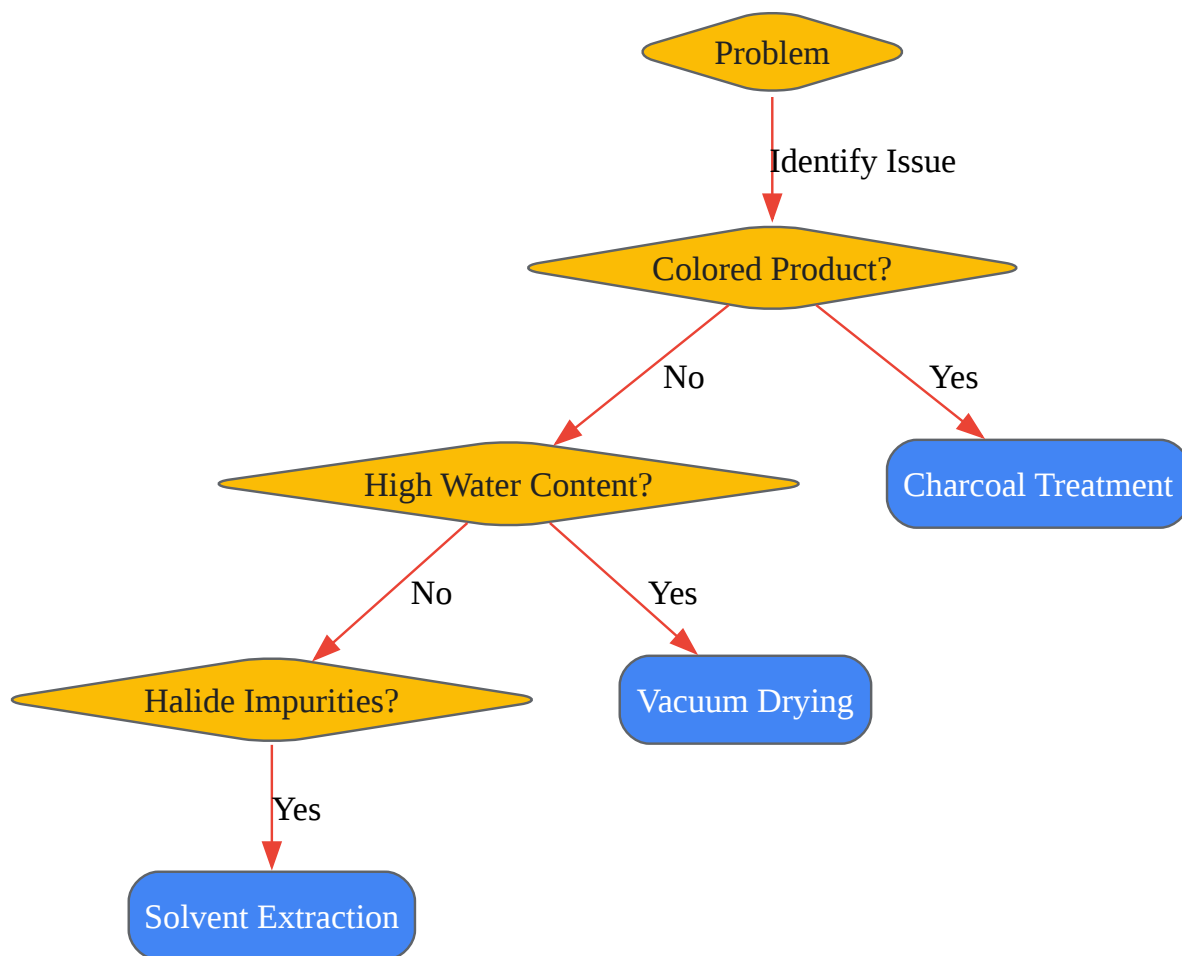 Problem
Identify Issue
Colored Product?
No
Yes
High Water Content?
Charcoal Treatment
No
Yes
Halide Impurities?
Vacuum Drying
Yes
Solvent Extraction